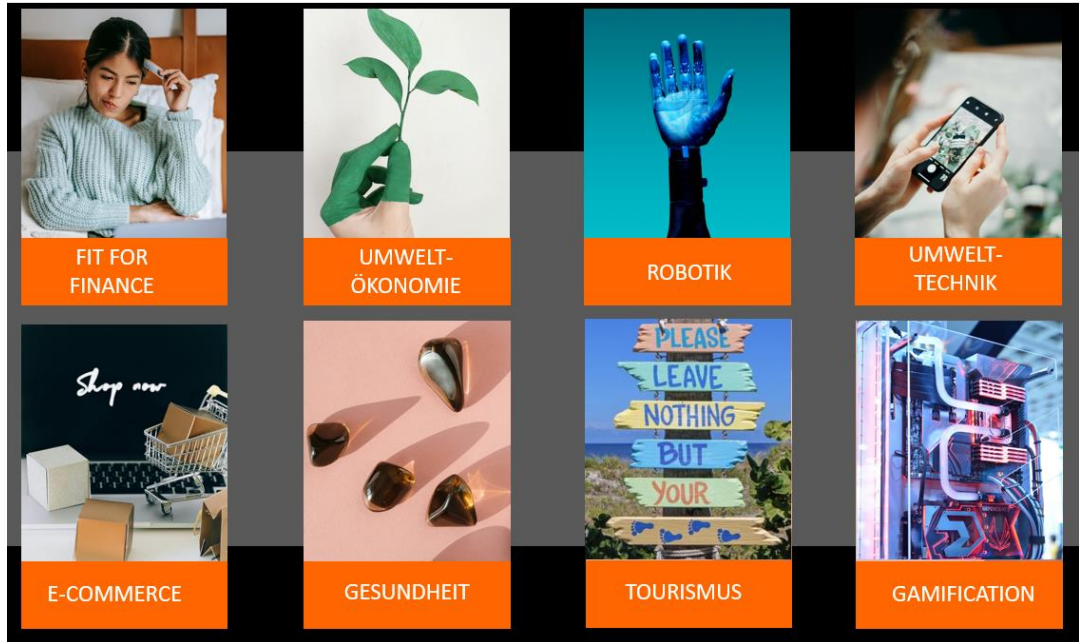 FIT FOR
FINANCE
UMWELT-
ÖKONOMIE
ROBOTIK
UMWELT-
TECHNIK
Shop now
PLEASE
LEAVE
NOTHING
BUT
YOUR
E-COMMERCE
GESUNDHEIT
TOURISMUS
GAMIFICATION